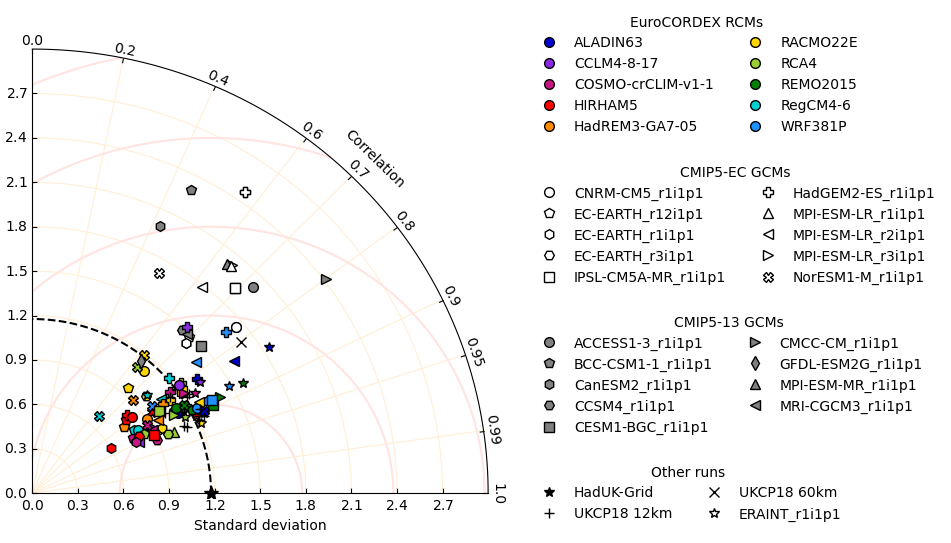 0.0
0.2
0.4
0.6
Correlation
0.7
0.8
0.9
0.95
0.99
1.0
2.7
2.4
2.1
1.8
1.5
1.2
0.9
0.6
0.3
0.0
0.0 0.3 0.6 0.9 1.2 1.5 1.8 2.1 2.4 2.7
Standard deviation
EuroCORDEX RCMs
ALADIN63 RACMO22E
CCLM4-8-17 RCA4
COSMO-crCLIM-v1-1 REMO2015
HIRHAM5 RegCM4-6
HadREM3-GA7-05 WRF381P
CMIP5-EC GCMs
CNRM-CM5_r1i1p1 HadGEM2-ES_r1i1p1
EC-EARTH_r12i1p1 MPI-ESM-LR_r1i1p1
EC-EARTH_r1i1p1 MPI-ESM-LR_r2i1p1
EC-EARTH_r3i1p1 MPI-ESM-LR_r3i1p1
IPSL-CM5A-MR_r1i1p1 NorESM1-M_r1i1p1
CMIP5-13 GCMs
ACCESS1-3_r1i1p1 CMCC-CM_r1i1p1
BCC-CSM1-1_r1i1p1 GFDL-ESM2G_r1i1p1
CanESM2_r1i1p1 MPI-ESM-MR_r1i1p1
CCSM4_r1i1p1 MRI-CGCM3_r1i1p1
CESM1-BGC_r1i1p1
Other runs
HadUK-Grid UKCP18 60km
UKCP18 12km ERAINT_r1i1p1